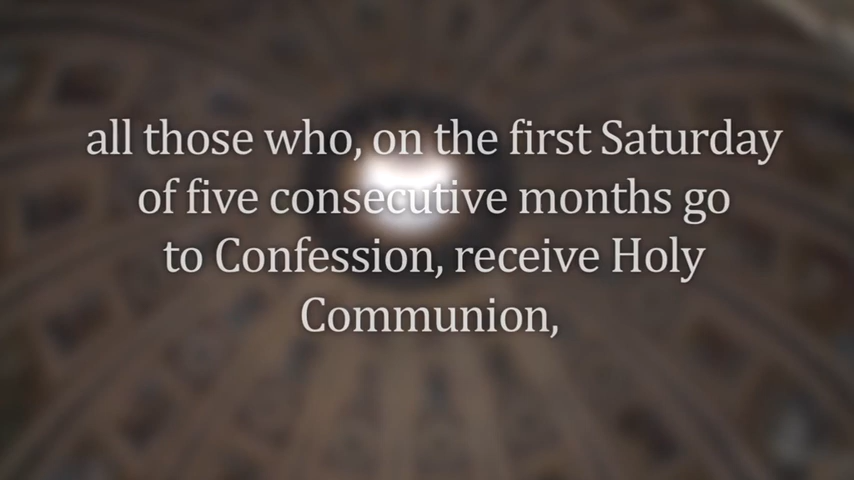 all those who, on the first Saturday
of five consecutive months go
to Confession, receive Holy
Communion,